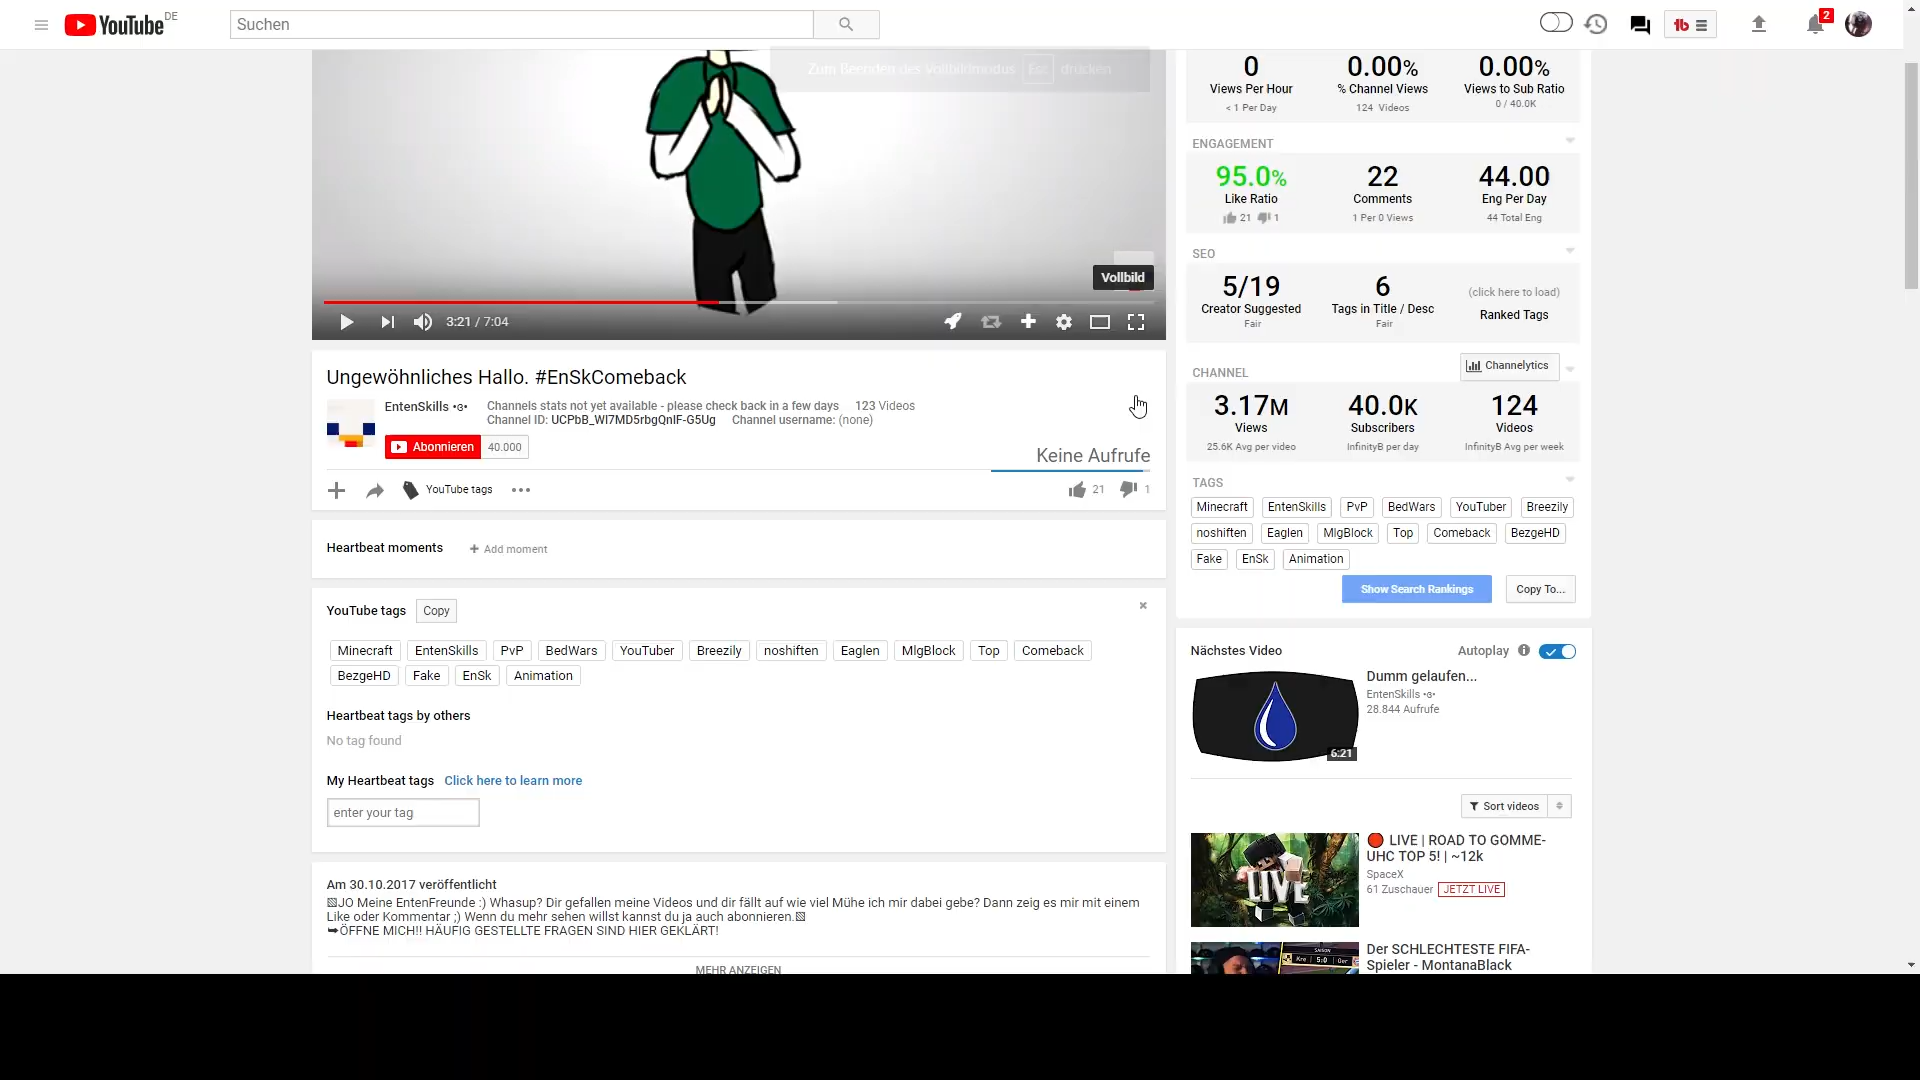 YouTube DE
Suchen
2
Zum Beenden des Vollbildmodus Esc drücken
Vollbild
3:21 / 7:04
Ungewöhnliches Hallo. #EnSkComeback
EntenSkills •ɞ• Channels stats not yet available - please check back in a few days 123 Videos
Channel ID: UCPbB_WI7MD5rbgQnIF-G5Ug Channel username: (none)
Abonnieren 40.000
Keine Aufrufe
YouTube tags
21 1
Heartbeat moments + Add moment
YouTube tags Copy
Minecraft EntenSkills PvP BedWars YouTuber Breezily noshiften Eaglen MlgBlock Top Comeback
BezgeHD Fake EnSk Animation
Heartbeat tags by others
No tag found
My Heartbeat tags Click here to learn more
enter your tag
Am 30.10.2017 veröffentlicht
▧JO Meine EntenFreunde :) Whasup? Dir gefallen meine Videos und dir fällt auf wie viel Mühe ich mir dabei gebe? Dann zeig es mir mit einem
Like oder Kommentar ;) Wenn du mehr sehen willst kannst du ja auch abonnieren.▧
➥ÖFFNE MICH!! HÄUFIG GESTELLTE FRAGEN SIND HIER GEKLÄRT!
MEHR ANZEIGEN
0 0.00% 0.00%
Views Per Hour % Channel Views Views to Sub Ratio
< 1 Per Day 124 Videos 0 / 40.0K
ENGAGEMENT
95.0% 22 44.00
Like Ratio Comments Eng Per Day
21 1 1 Per 0 Views 44 Total Eng
SEO
5/19 6 (click here to load)
Creator Suggested Tags in Title / Desc Ranked Tags
Fair Fair
CHANNEL Channelytics
3.17M 40.0K 124
Views Subscribers Videos
25.6K Avg per video InfinityB per day InfinityB Avg per week
TAGS
Minecraft EntenSkills PvP BedWars YouTuber Breezily
noshiften Eaglen MlgBlock Top Comeback BezgeHD
Fake EnSk Animation
Show Search Rankings Copy To...
Nächstes Video Autoplay
Dumm gelaufen...
EntenSkills •ɞ•
28.844 Aufrufe
6:21
Sort videos
LIVE
LIVE | ROAD TO GOMME-
UHC TOP 5! | ~12k
SpaceX
61 Zuschauer JETZT LIVE
Der SCHLECHTESTE FIFA-
Spieler - MontanaBlack
SAISON
Kre 5:0 Ger